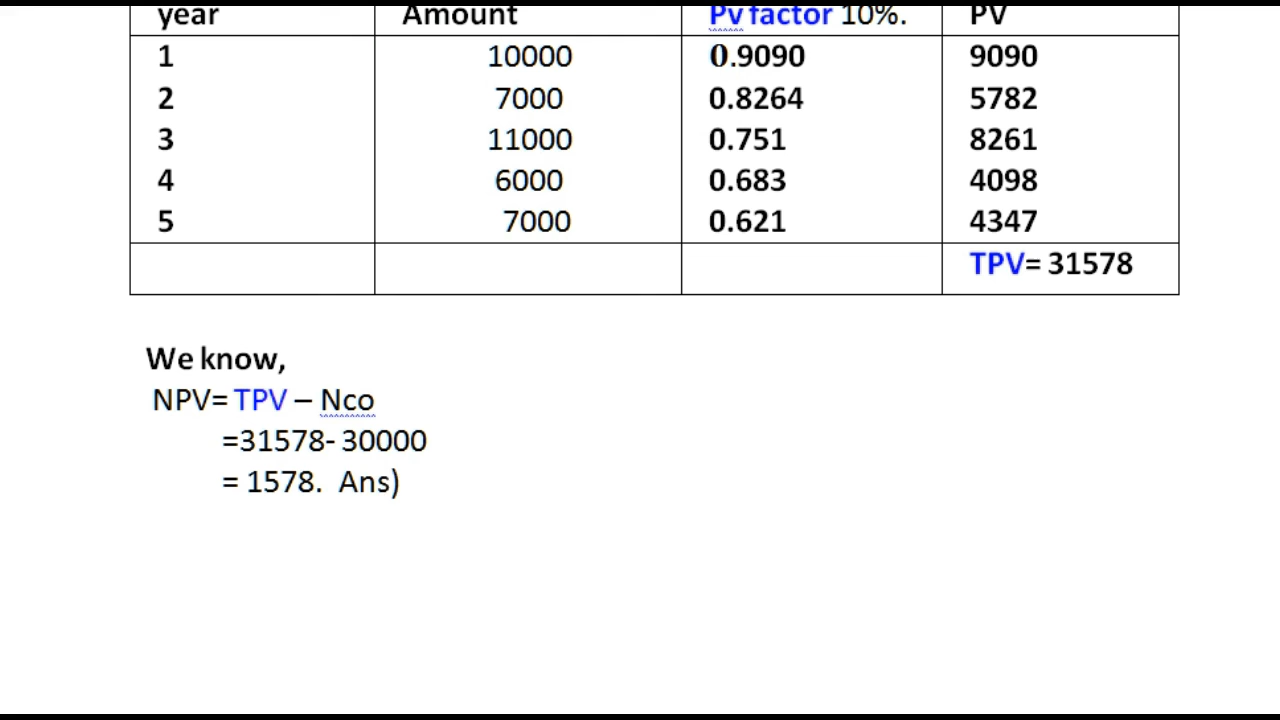 year Amount Pv factor 10%. PV
1 10000 0.9090 9090
2 7000 0.8264 5782
3 11000 0.751 8261
4 6000 0.683 4098
5 7000 0.621 4347
TPV= 31578
We know,
NPV= TPV – Nco
=31578- 30000
= 1578. Ans)